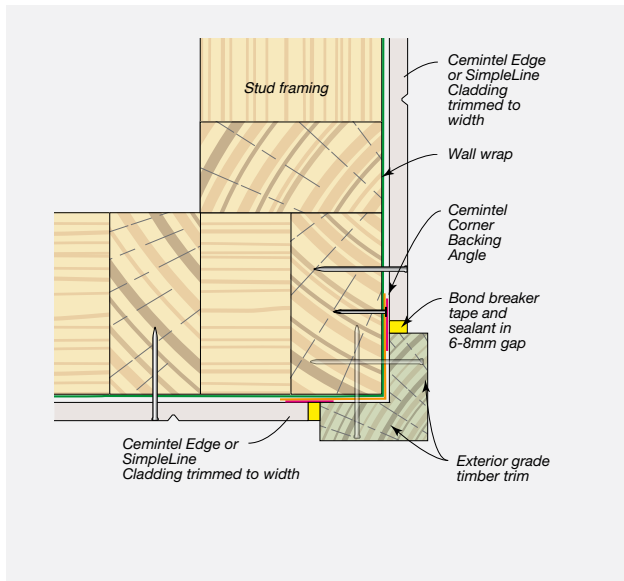 Stud framing
Cemintel Edge
or SimpleLine
Cladding
trimmed to
width
Wall wrap
Cemintel
Corner
Backing
Angle
Bond breaker
tape and
sealant in
6-8mm gap
Cemintel Edge or
SimpleLine
Cladding trimmed to width
Exterior grade
timber trim